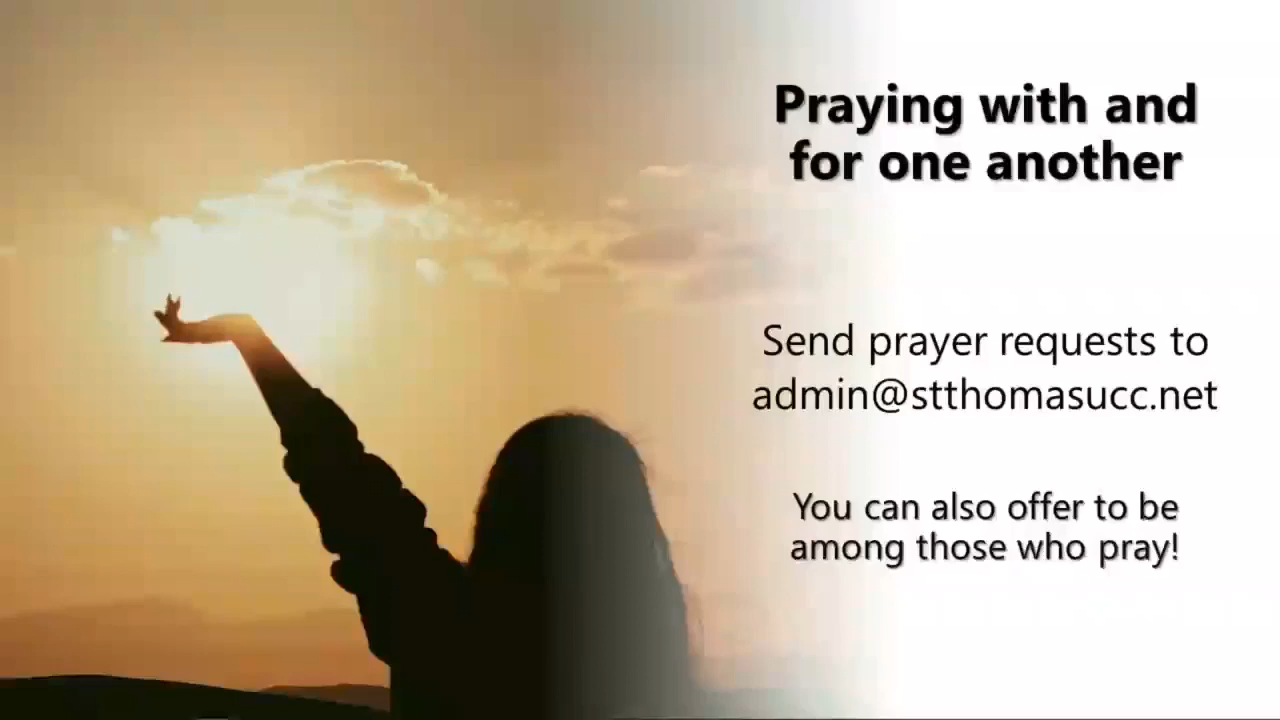 Praying with and
for one another
Send prayer requests to
admin@stthomasucc.net
You can also offer to be
among those who pray!